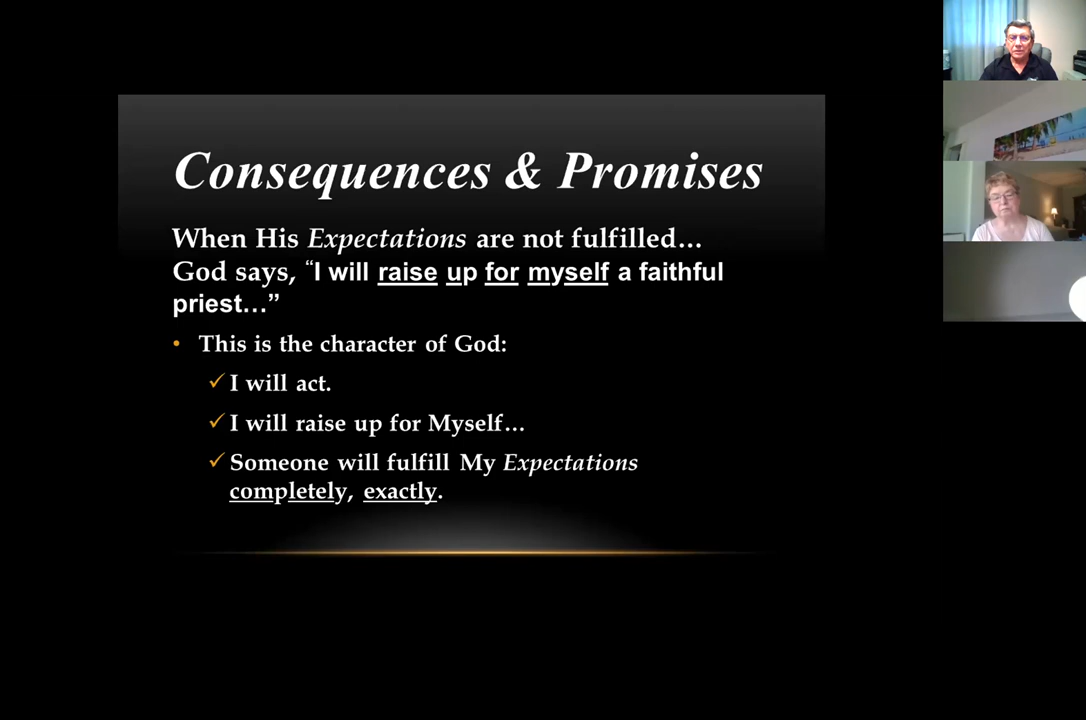 Consequences & Promises
When His Expectations are not fulfilled…
God says, “I will raise up for myself a faithful
priest…”
• This is the character of God:
✓ I will act.
✓ I will raise up for Myself…
✓ Someone will fulfill My Expectations
completely, exactly.